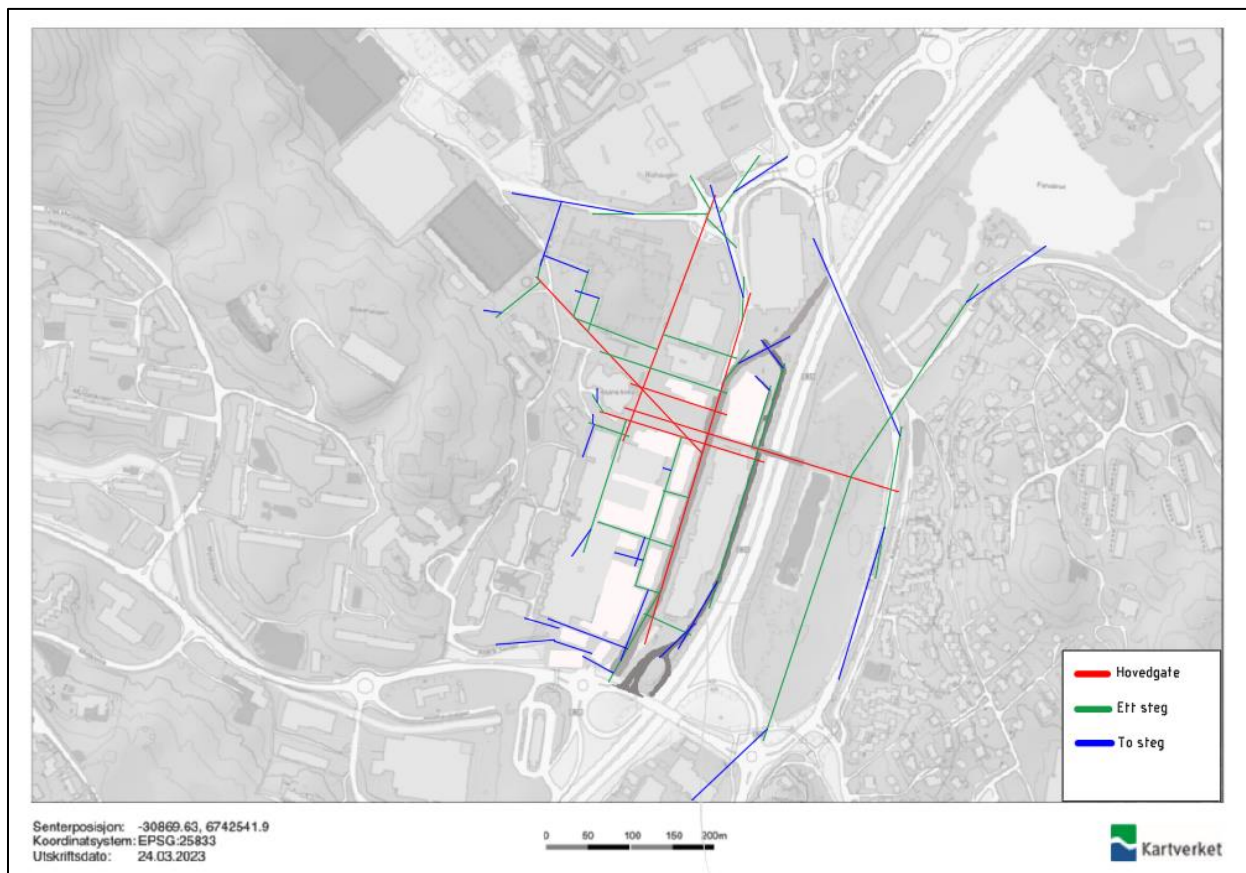 Hovedgate
Ett steg
To steg
Senterposisjon: -30869.63, 6742541.9
Koordinatsystem: EPSG:25833
Utskriftsdato: 24.03.2023
0 50 100 150 200m
Kartverket